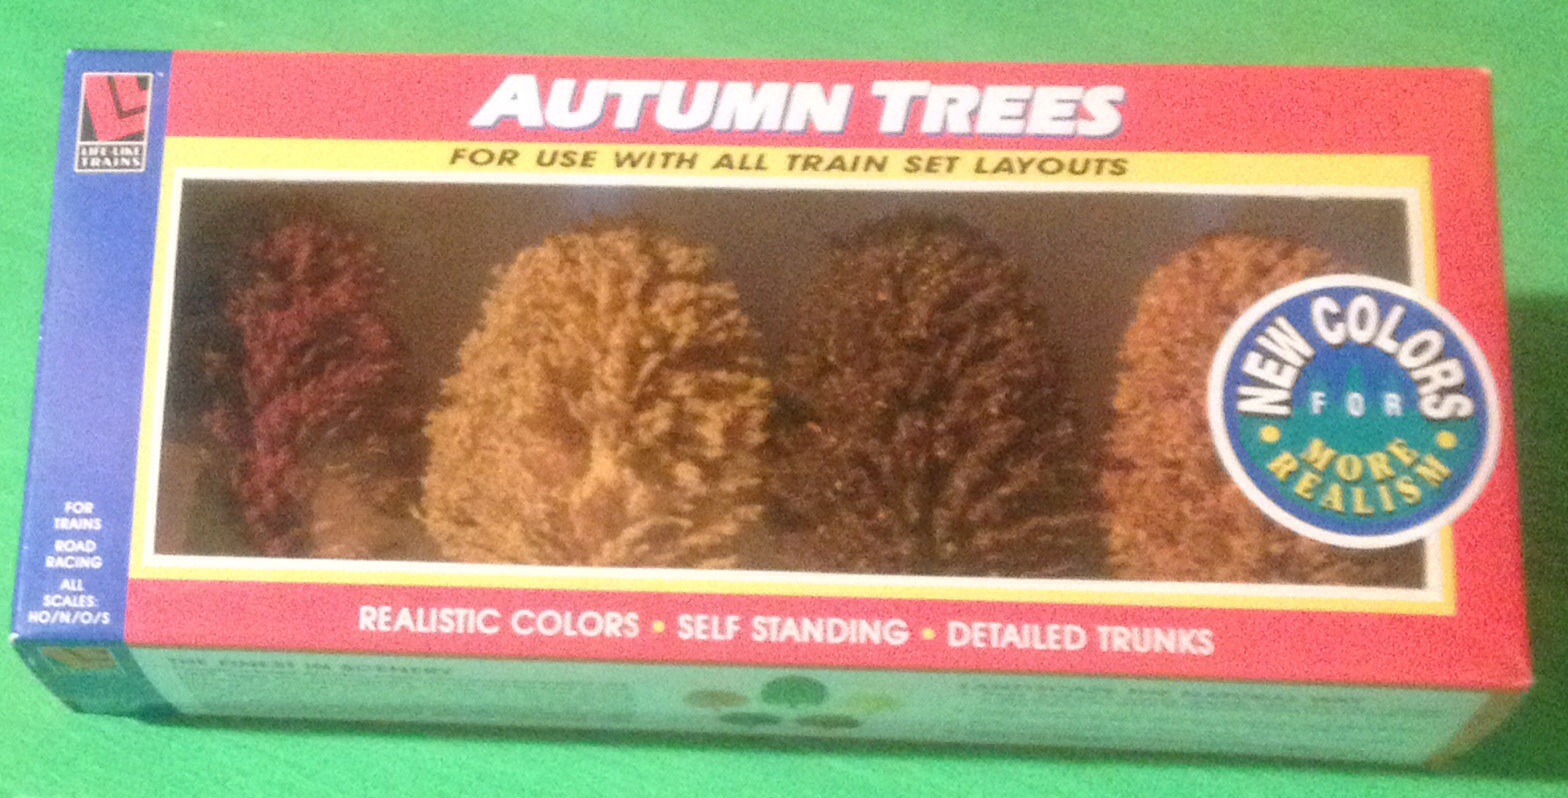 AUTUMN TREES
FOR USE WITH ALL TRAIN SET LAYOUTS
LIFE-LIKE
TRAINS
NEW COLORS
FOR
MORE
REALISM
FOR
TRAINS
ROAD
RACING
ALL
SCALES:
HO/N/O/S
REALISTIC COLORS • SELF STANDING • DETAILED TRUNKS
THE FINEST IN SCENERY